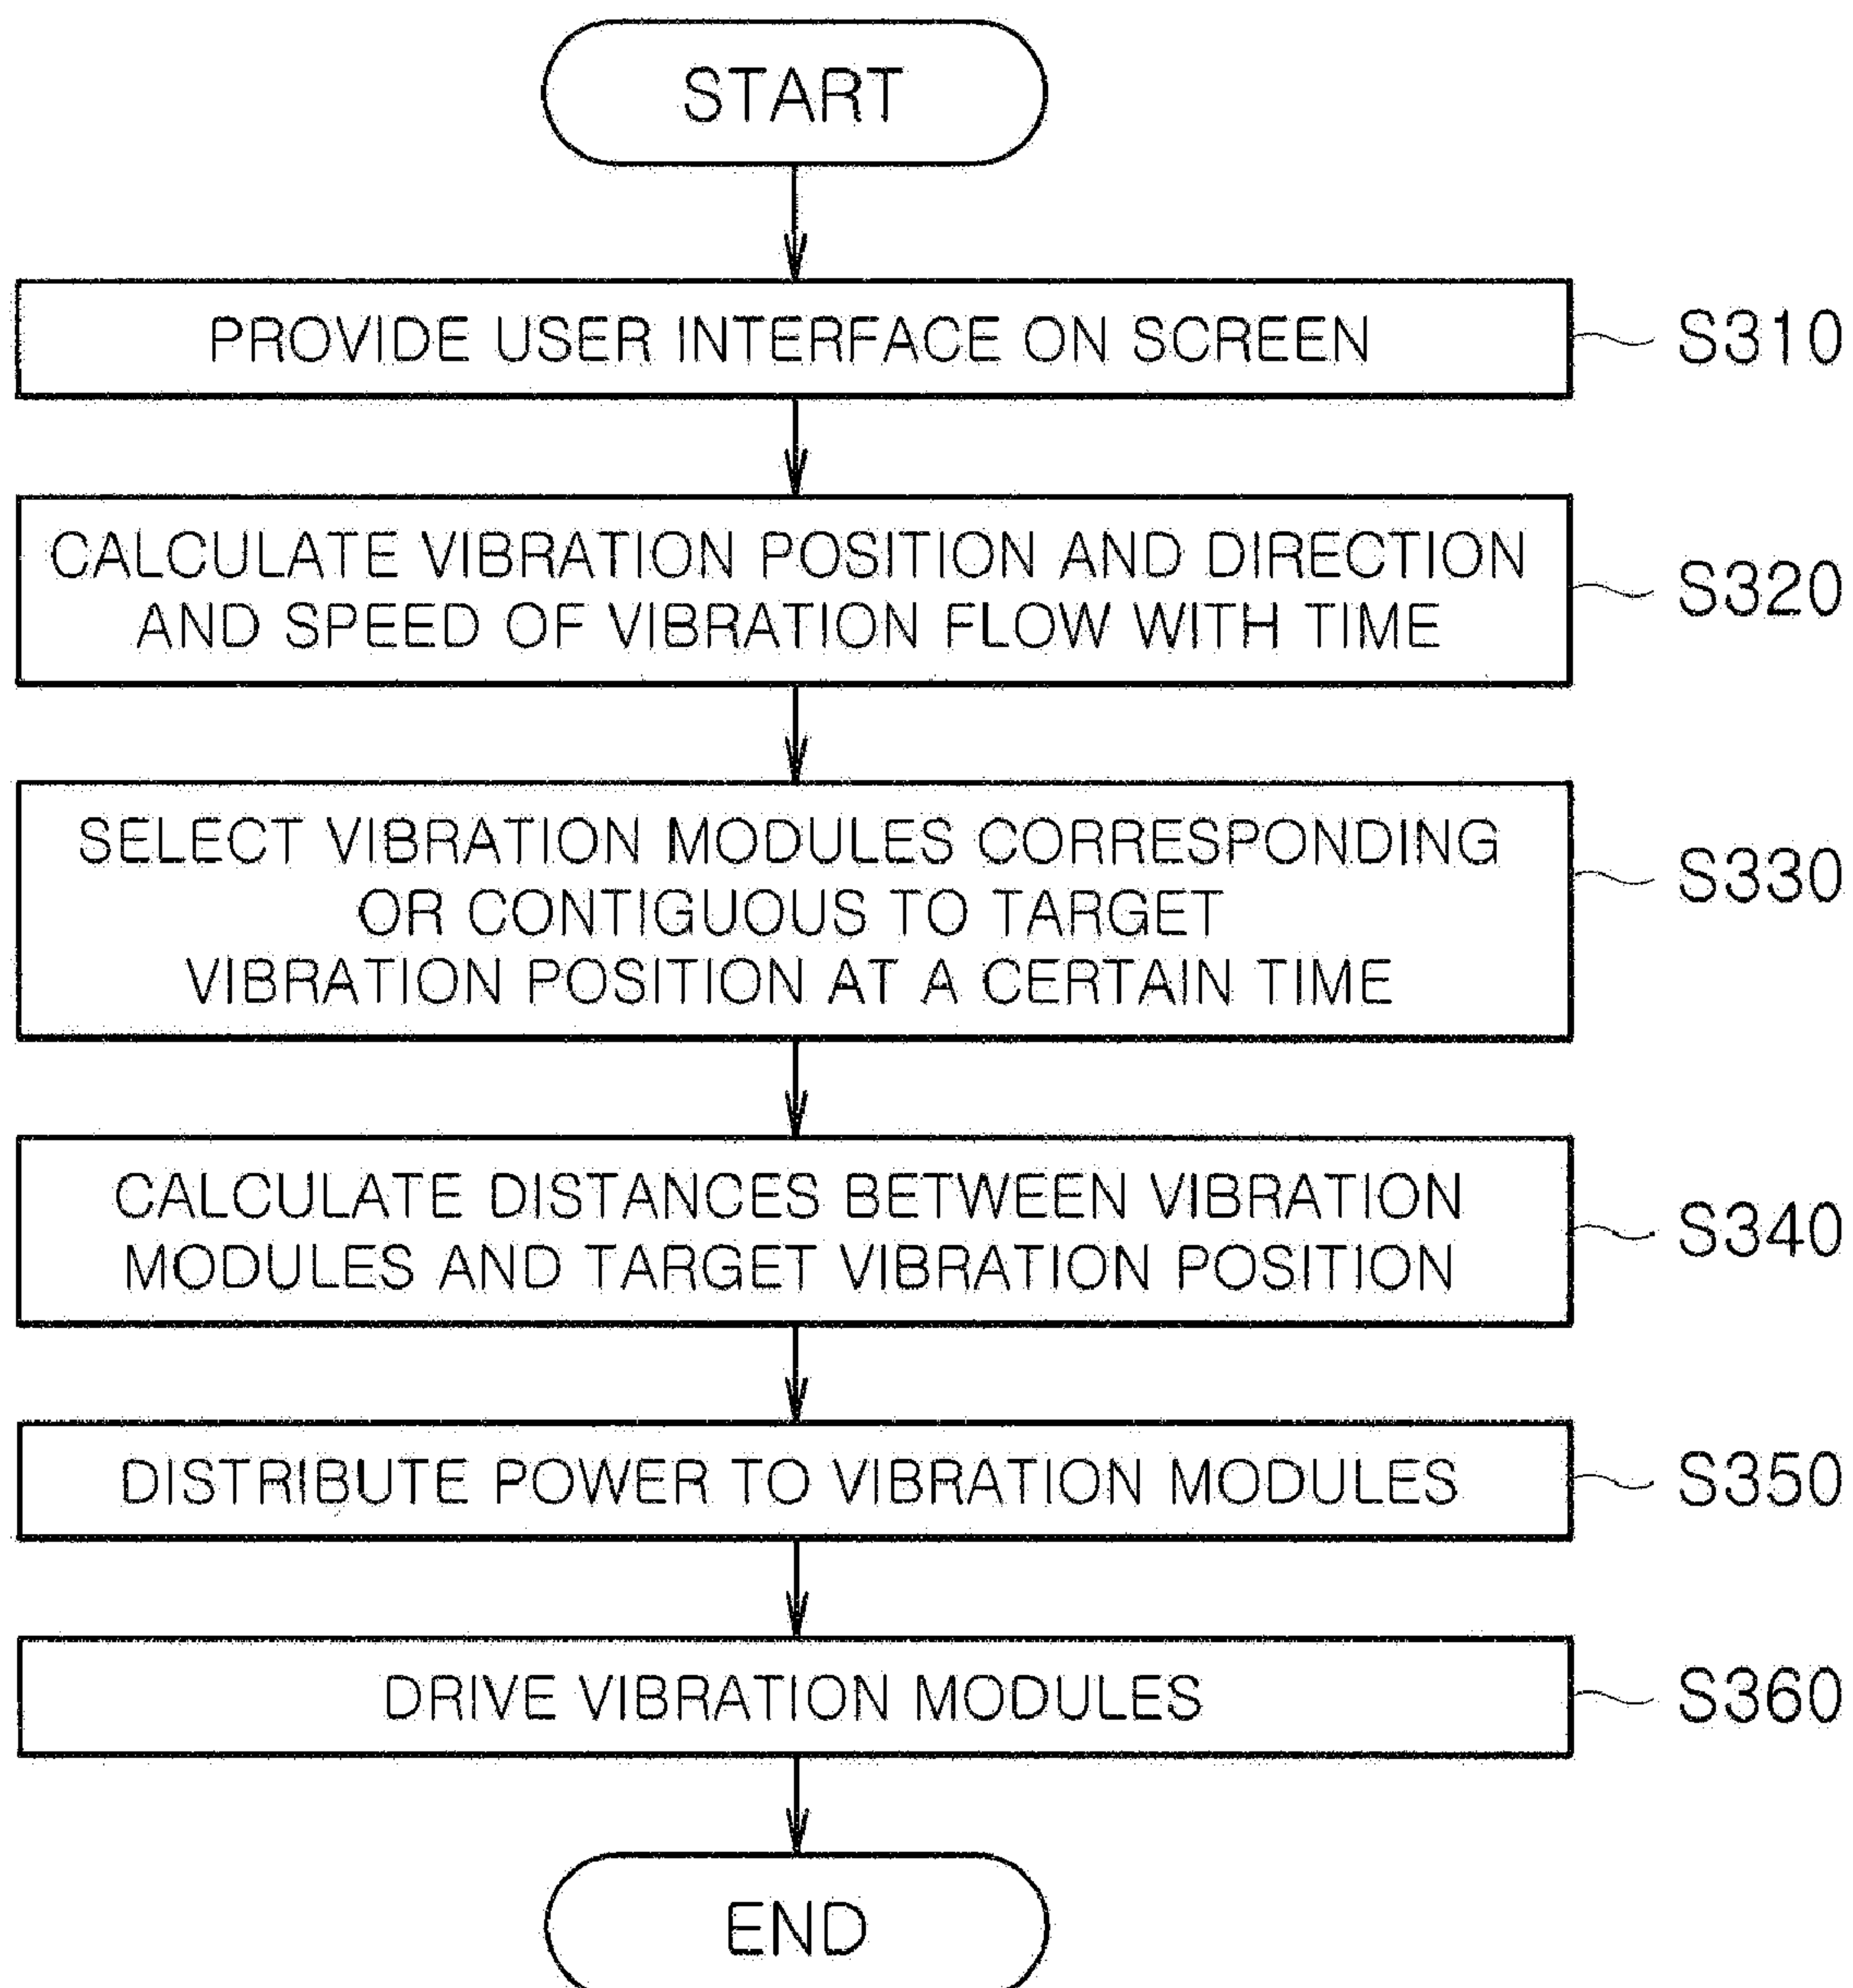 START
PROVIDE USER INTERFACE ON SCREEN
S310
CALCULATE VIBRATION POSITION AND DIRECTION
AND SPEED OF VIBRATION FLOW WITH TIME
S320
SELECT VIBRATION MODULES CORRESPONDING
OR CONTIGUOUS TO TARGET
VIBRATION POSITION AT A CERTAIN TIME
S330
CALCULATE DISTANCES BETWEEN VIBRATION
MODULES AND TARGET VIBRATION POSITION
S340
DISTRIBUTE POWER TO VIBRATION MODULES
S350
DRIVE VIBRATION MODULES
S360
END